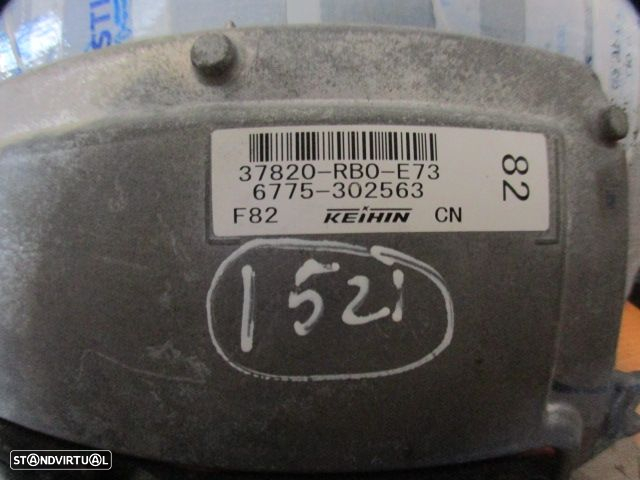 37820-RB0-E73
6775-302563
F82 KEIHIN CN
82
1521
STANDVIRTUAL